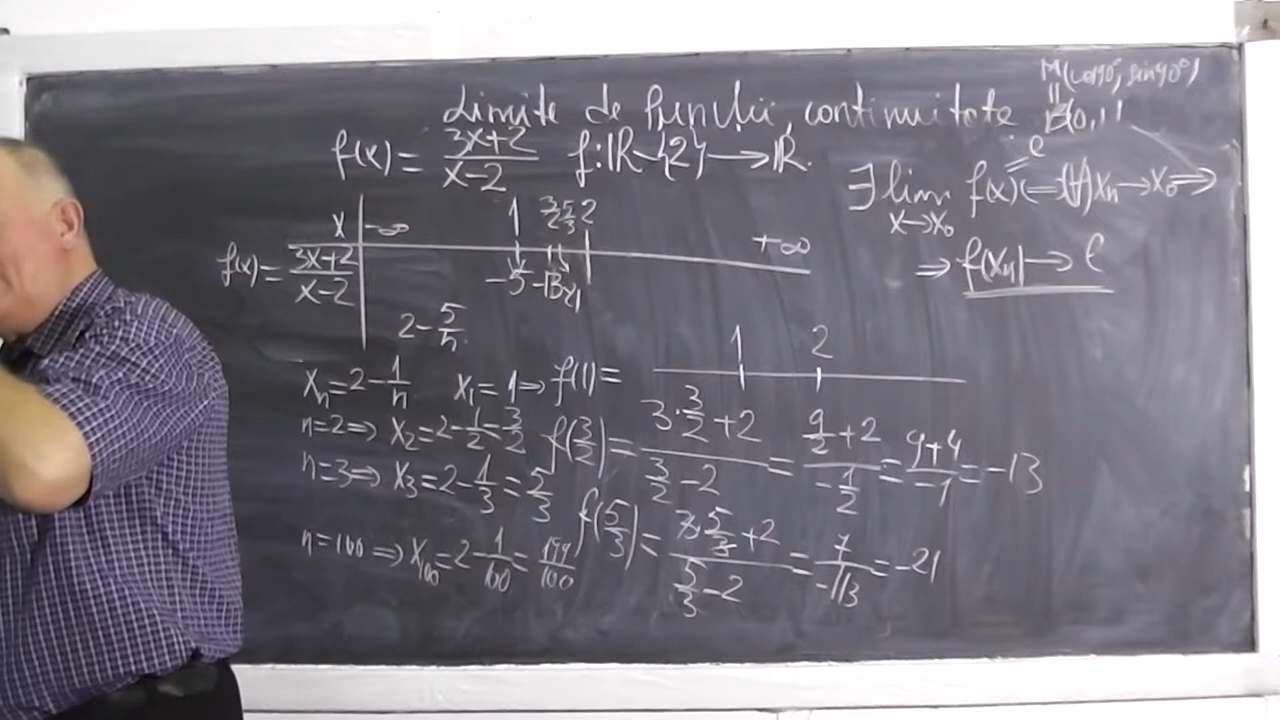 Limite de funcții, continuitate
M(cos90°, sin90°)
||
B(0,1)
f(x) = (3x+2)/(x-2) f: ℝ-{2} → ℝ.
∃ lim x→x₀ f(x) = ℓ (⇐⇒) (∀) xₙ → x₀ ⇒
⇒ f(xₙ) → ℓ
x | -∞ 1 3/2 5/3 2 +∞
f(x) = (3x+2)/(x-2) | -5 -13 -21
2 - 5/n
1 2
xₙ = 2 - 1/n x₁ = 1 ⇒ f(1) =
n=2 ⇒ x₂ = 2 - 1/2 = 3/2 f(3/2) = (3·3/2 + 2)/(3/2 - 2) = (9/2 + 2)/(-1/2) = (9+4)/(-1) = -13
n=3 ⇒ x₃ = 2 - 1/3 = 5/3 f(5/3) = (3·5/3 + 2)/(5/3 - 2) = 7/(-1/3) = -21
n=100 ⇒ x₁₀₀ = 2 - 1/100 = 199/100